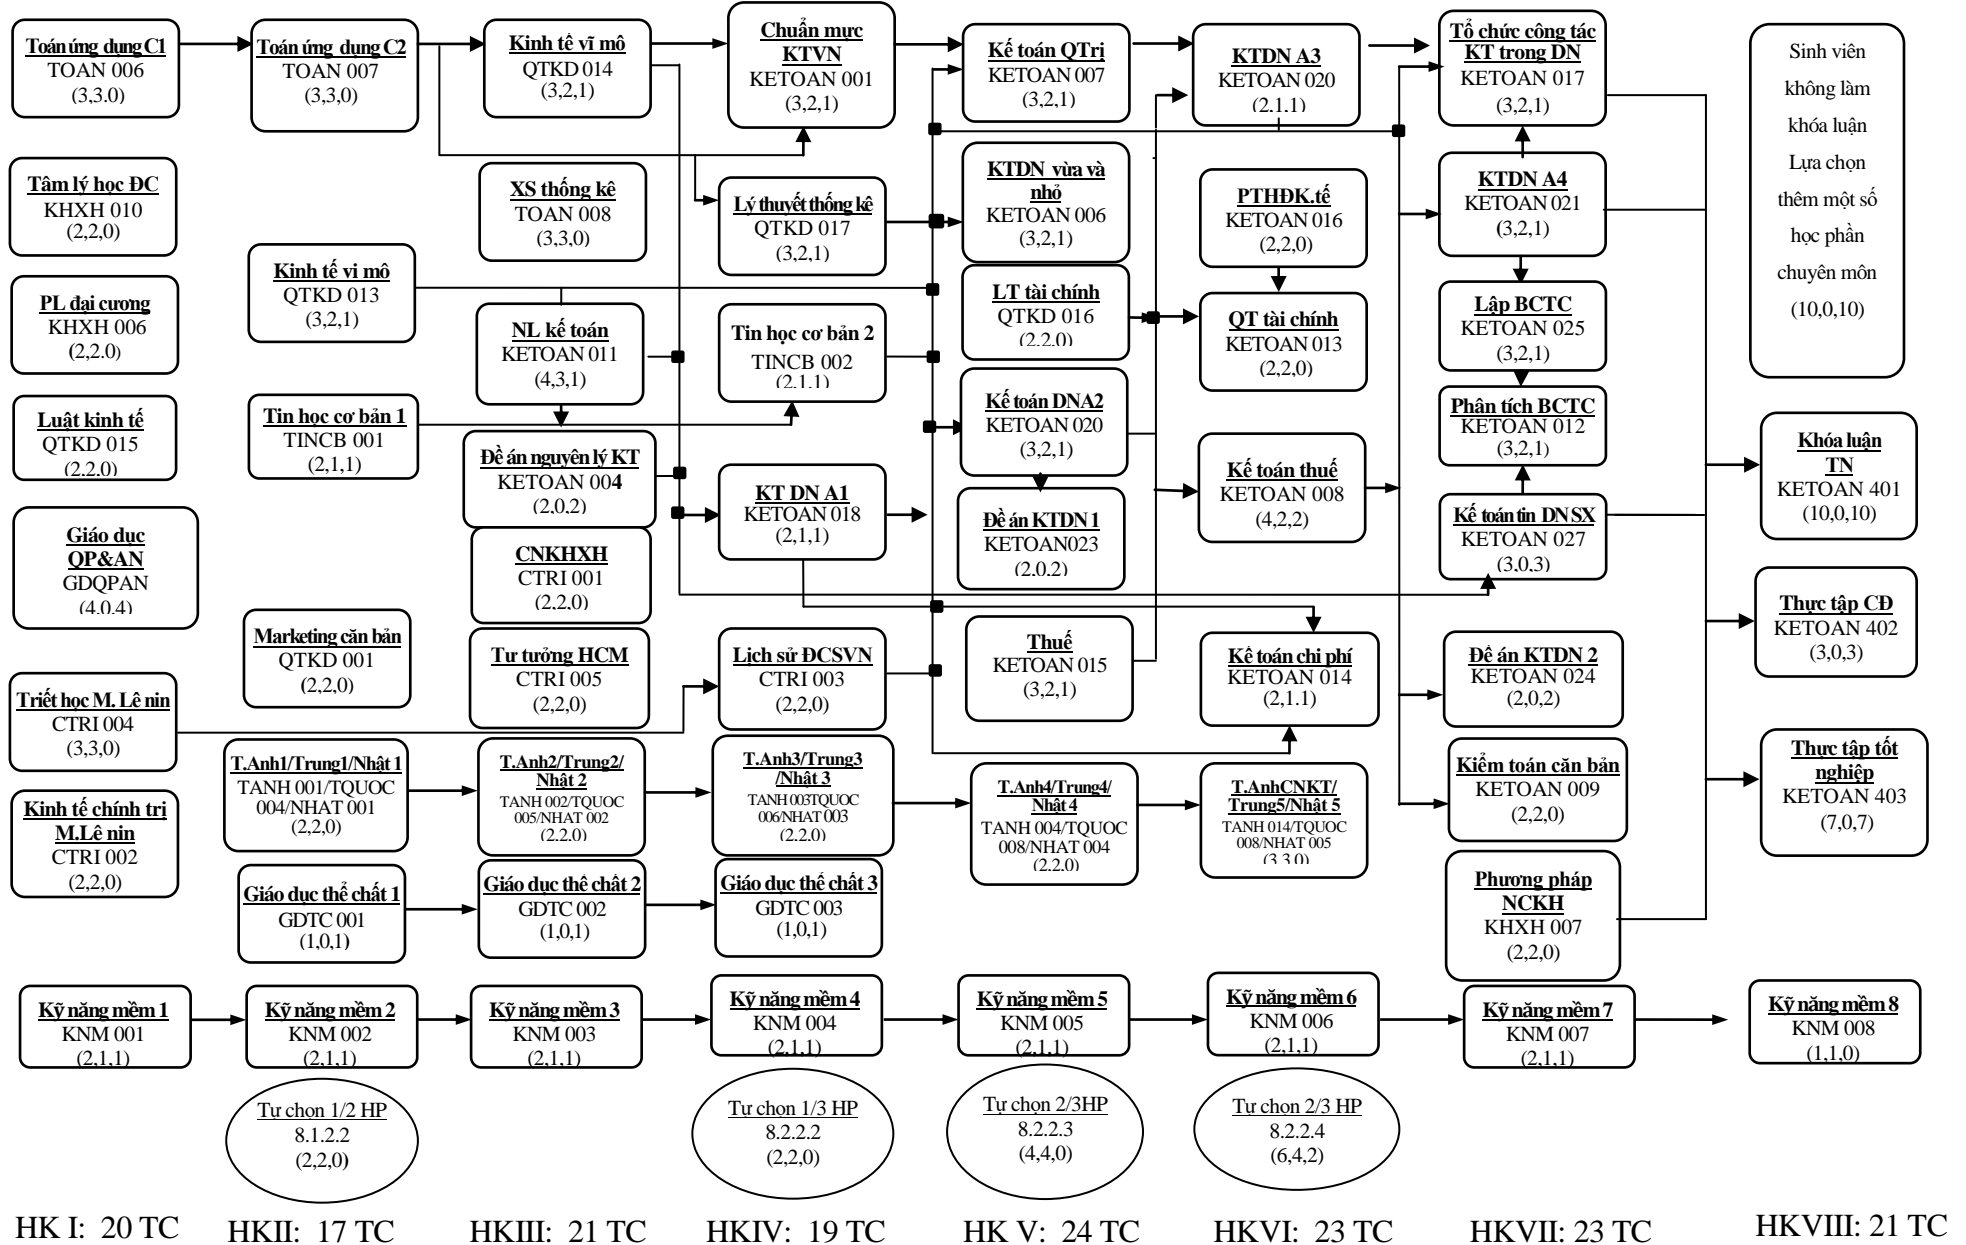 Toán ứng dụng C1
TOAN 006
(3,3.0)
Tâm lý học ĐC
KHXH 010
(2,2,0)
PL đại cương
KHXH 006
(2,2.0)
Luật kinh tế
QTKD 015
(2.2.0)
Giáo dục
QP&AN
GDQPAN
(4.0.4)
Triết học M. Lê nin
CTRI 004
(3,3,0)
Kinh tế chính trị
M.Lê nin
CTRI 002
(2,2,0)
Kỹ năng mềm 1
KNM 001
(2,1,1)
HK I: 20 TC
Toán ứng dụng C2
TOAN 007
(3,3,0)
Kinh tế vi mô
QTKD 013
(3,2,1)
Tin học cơ bản 1
TINCB 001
(2,1,1)
Marketing căn bản
QTKD 001
(2,2,0)
T.Anh1/Trung1/Nhật 1
TANH 001/TQUOC
004/NHAT 001
(2,2,0)
Giáo dục thể chất 1
GDTC 001
(1,0,1)
Kỹ năng mềm 2
KNM 002
(2,1,1)
Tự chọn 1/2 HP
8.1.2.2
(2,2,0)
HKII: 17 TC
Kinh tế vĩ mô
QTKD 014
(3,2,1)
XS thống kê
TOAN 008
(3,3,0)
NL kế toán
KETOAN 011
(4,3,1)
Đề án nguyên lý KT
KETOAN 004
(2.0.2)
CNKHXH
CTRI 001
(2,2,0)
Tư tưởng HCM
CTRI 005
(2,2,0)
T.Anh2/Trung2/
Nhật 2
TANH 002/TQUOC
005/NHAT 002
(2.2.0)
Giáo dục thể chất 2
GDTC 002
(1,0,1)
Kỹ năng mềm 3
KNM 003
(2,1,1)
HKIII: 21 TC
Chuẩn mực
KTVN
KETOAN 001
(3,2,1)
Lý thuyết thống kê
QTKD 017
(3,2,1)
Tin học cơ bản 2
TINCB 002
(2.1.1)
KT DN A1
KETOAN 018
(2,1,1)
Lịch sử ĐCSVN
CTRI 003
(2,2,0)
T.Anh3/Trung3
/Nhật 3
TANH 003TQUOC
006/NHAT 003
(2.2.0)
Giáo dục thể chất 3
GDTC 003
(1,0,1)
Kỹ năng mềm 4
KNM 004
(2,1,1)
Tự chọn 1/3 HP
8.2.2.2
(2,2,0)
HKIV: 19 TC
Kế toán QTrị
KETOAN 007
(3,2,1)
KTDN vừa và
nhỏ
KETOAN 006
(3,2,1)
LT tài chính
QTKD 016
(2.2.0)
Kế toán DNA2
KETOAN 020
(3,2,1)
Đề án KTDN 1
KETOAN023
(2.0.2)
Thuế
KETOAN 015
(3,2,1)
T.Anh4/Trung4/
Nhật 4
TANH 004/TQUOC
008/NHAT 004
(2.2.0)
Kỹ năng mềm 5
KNM 005
(2.1.1)
Tự chọn 2/3HP
8.2.2.3
(4,4,0)
HK V: 24 TC
KTDN A3
KETOAN 020
(2.1.1)
PTHĐK.tế
KETOAN 016
(2,2,0)
QT tài chính
KETOAN 013
(2,2,0)
Kế toán thuế
KETOAN 008
(4,2,2)
Kế toán chi phí
KETOAN 014
(2,1.1)
T.AnhCNKT/
Trung5/Nhật 5
TANH 014/TQUOC
008/NHAT 005
(3.3.0)
Kỹ năng mềm 6
KNM 006
(2,1,1)
Tự chọn 2/3 HP
8.2.2.4
(6,4,2)
HKVI: 23 TC
Tổ chức công tác
KT trong DN
KETOAN 017
(3,2,1)
KTDN A4
KETOAN 021
(3,2,1)
Lập BCTC
KETOAN 025
(3,2,1)
Phân tích BCTC
KETOAN 012
(3,2,1)
Kế toán tin DNSX
KETOAN 027
(3,0,3)
Đề án KTDN 2
KETOAN 024
(2,0,2)
Kiểm toán căn bản
KETOAN 009
(2,2,0)
Phương pháp
NCKH
KHXH 007
(2,2,0)
Kỹ năng mềm 7
KNM 007
(2,1,1)
HKVII: 23 TC
Sinh viên
không làm
khóa luận
Lựa chọn
thêm một số
học phần
chuyên môn
(10,0,10)
Khóa luận
TN
KETOAN 401
(10,0,10)
Thực tập CĐ
KETOAN 402
(3,0,3)
Thực tập tốt
nghiệp
KETOAN 403
(7,0,7)
Kỹ năng mềm 8
KNM 008
(1,1,0)
HKVIII: 21 TC